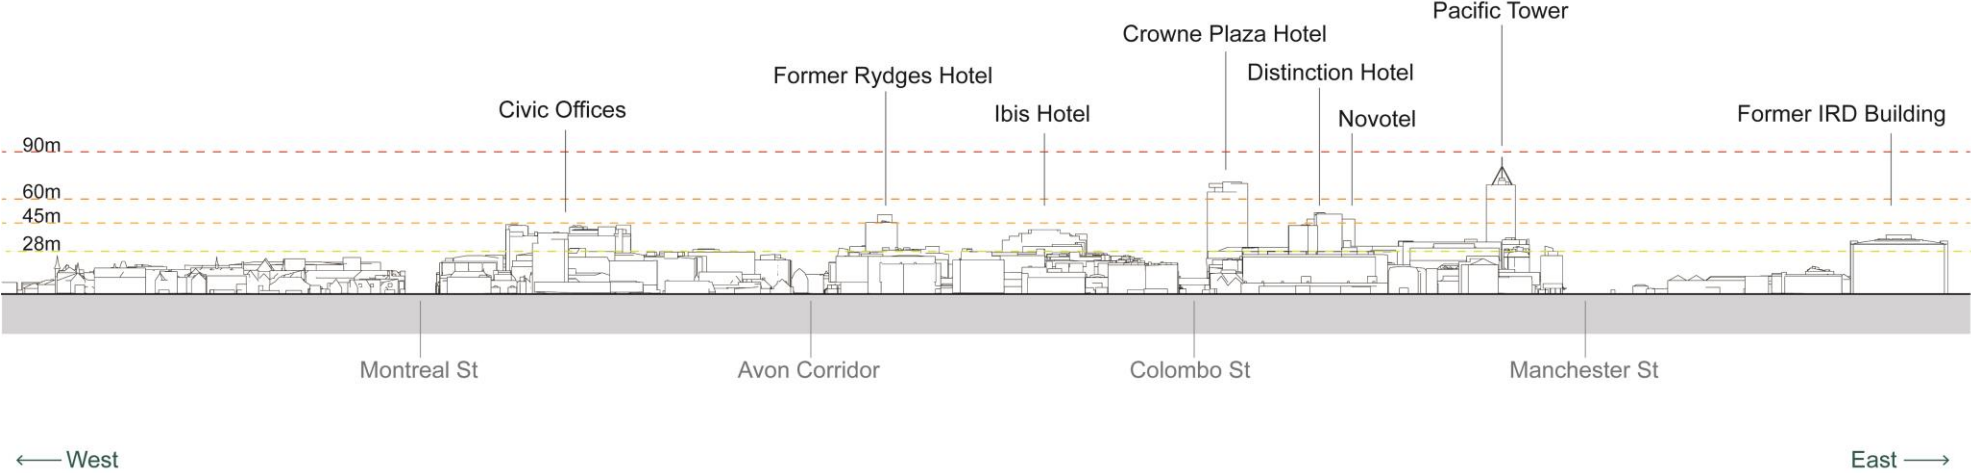 Pacific Tower
Crowne Plaza Hotel
Distinction Hotel
Former Rydges Hotel
Civic Offices
Ibis Hotel
Novotel
Former IRD Building
90m
60m
45m
28m
Montreal St
Avon Corridor
Colombo St
Manchester St
West
East